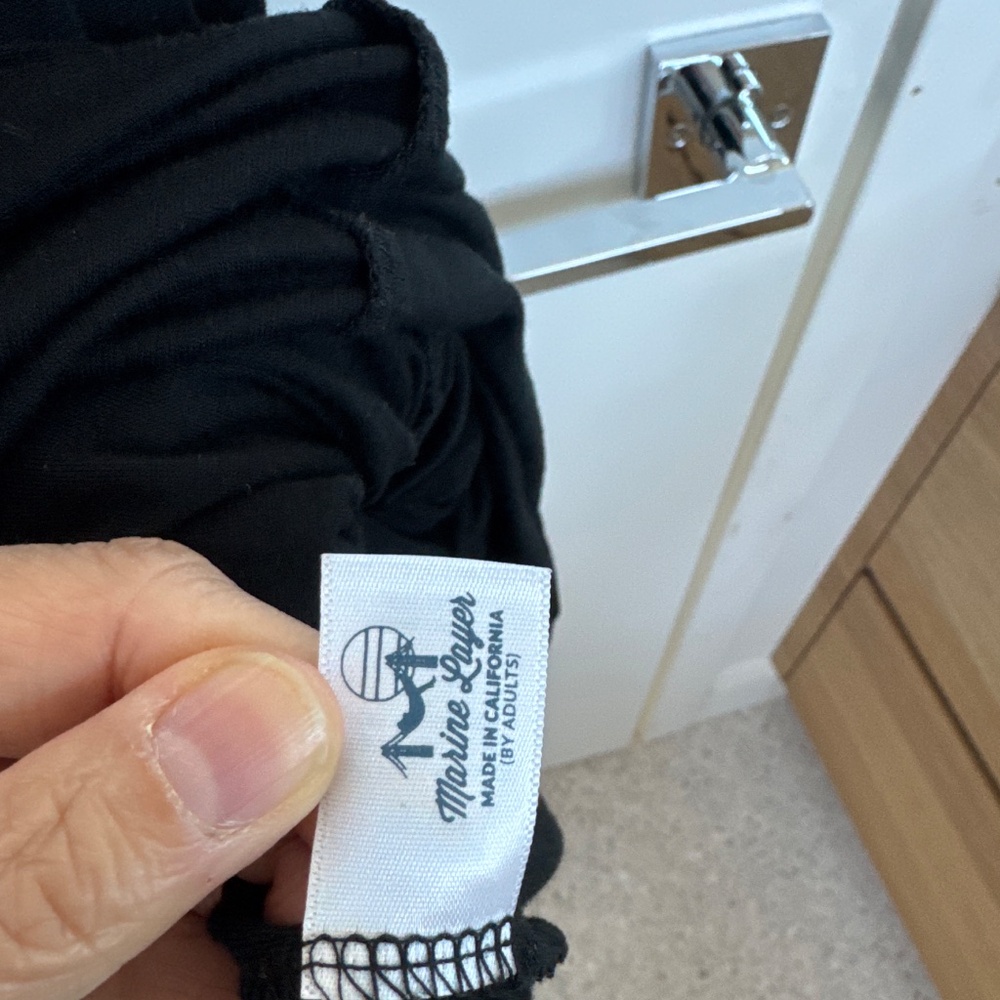 Marine Layer
MADE IN CALIFORNIA
(BY ADULTS)